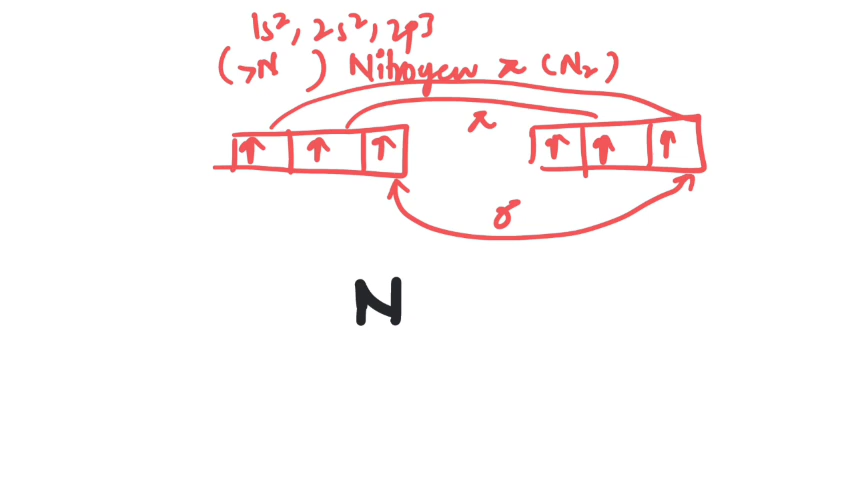 1s², 2s², 2p³
(₇N ) Nitrogen π (N₂)
π
↑ ↑ ↑ ↑ ↑ ↑
σ
N